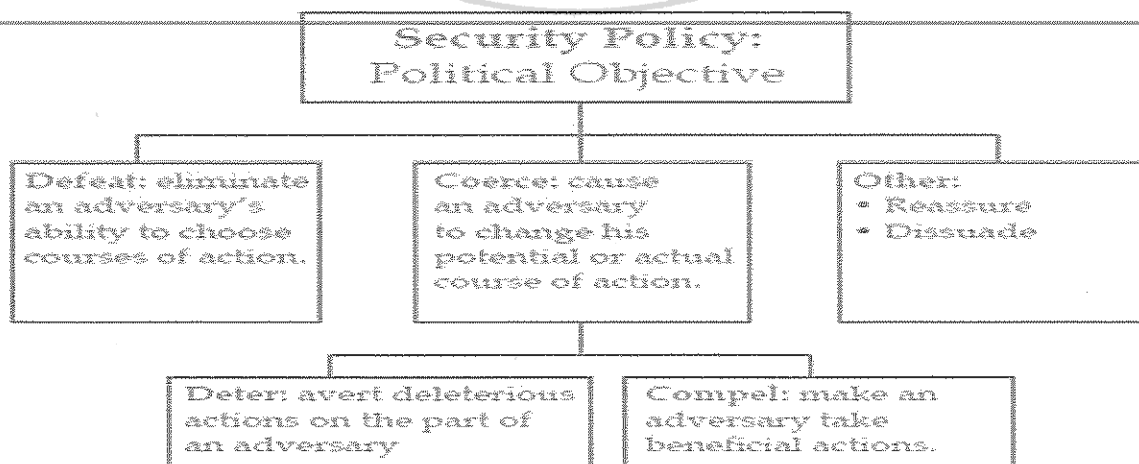 Security Policy:
Political Objective
Defeat: eliminate
an adversary's
ability to choose
courses of action.
Coerce: cause
an adversary
to change his
potential or actual
course of action.
Other:
• Reassure
• Dissuade
Deter: avert deleterious
actions on the part of
an adversary
Compel: make an
adversary take
beneficial actions.